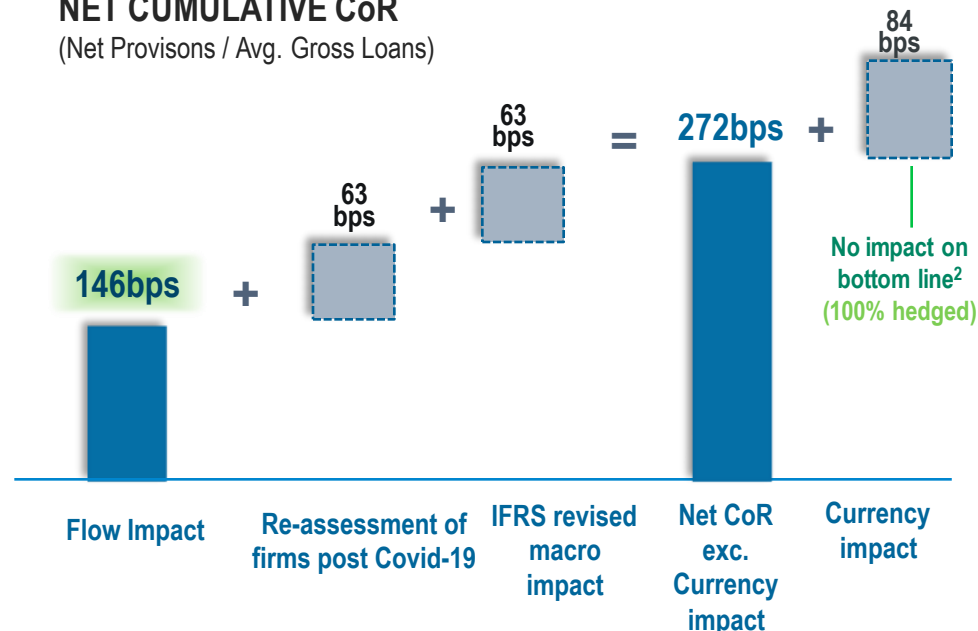 NET CUMULATIVE CoR
(Net Provisons / Avg. Gross Loans)
84
bps
63
bps
272bps
+
=
63
bps
+
146bps
+
No impact on
bottom line2
(100% hedged)
Flow Impact
Re-assessment of
firms post Covid-19
IFRS revised
macro
impact
Net CoR
exc.
Currency
impact
Currency
impact